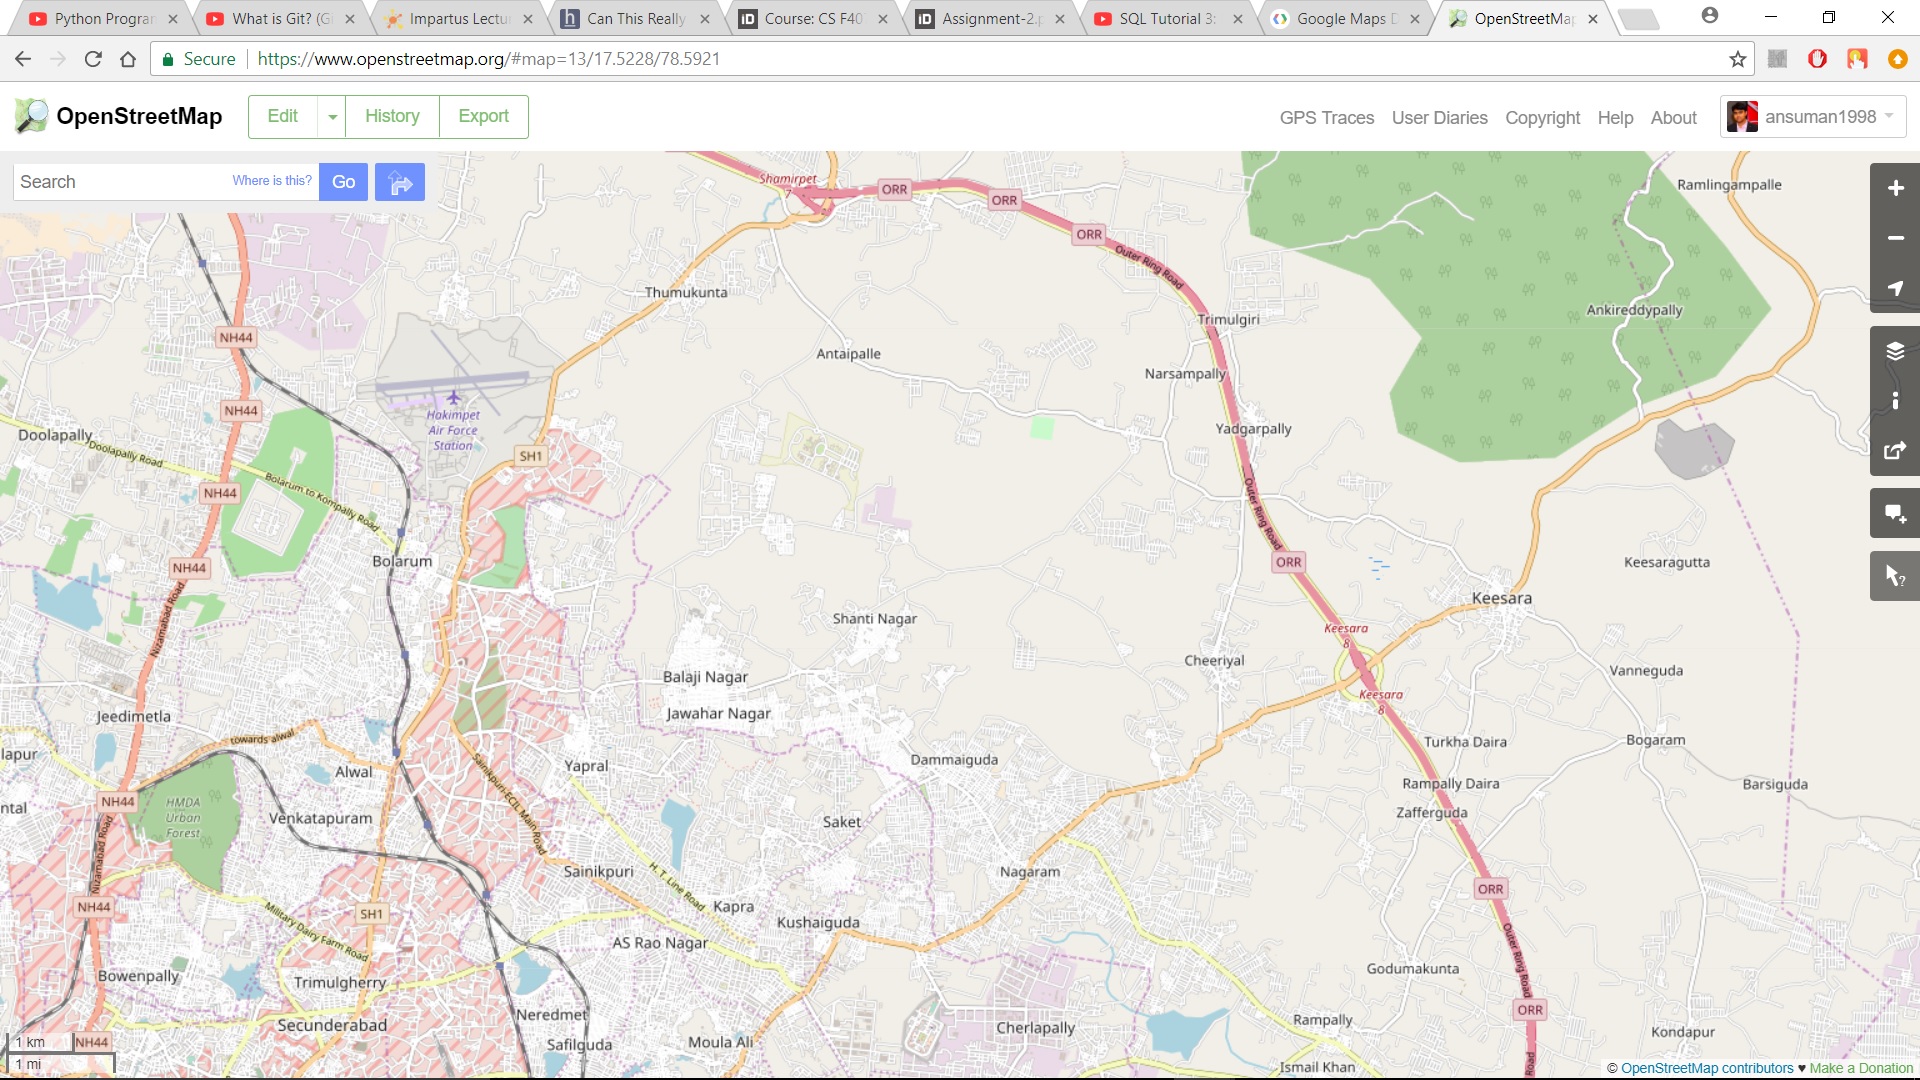 Python Progran
What is Git? (Gi
Impartus Lectu
Can This Really
Course: CS F40
Assignment-2.p
SQL Tutorial 3:
Google Maps D
OpenStreetMap
Secure
https://www.openstreetmap.org/#map=13/17.5228/78.5921
OpenStreetMap
Edit
History
Export
GPS Traces
User Diaries
Copyright
Help
About
ansuman1998
Search
Where is this?
Go
Shamirpet
7
ORR
ORR
ORR
Outer Ring Road
Ramlingampalle
Thumukunta
Trimulgiri
Ankireddypally
NH44
Antaipalle
Narsampally
NH44
Hakimpet
Air Force
Station
Yadgarpally
Doolapally
Doolapally Road
SH1
NH44
Bolarum to Kompally Road
Outer Ring Road
Bolarum
NH44
ORR
Keesaragutta
Keesara
Nizamabad Road
Shanti Nagar
Keesara
8
Cheeriyal
Vanneguda
Balaji Nagar
Keesara
8
Jawahar Nagar
Jeedimetla
towards alwal
Turkha Daira
Bogaram
lapur
Dammaiguda
Yapral
Alwal
Sainikpuri-ECIL Main Road
Rampally Daira
Barsiguda
NH44
HMDA
Urban
Forest
ntal
Zafferguda
Venkatapuram
Saket
Nizamabad Road
Sainikpuri
H. T. Line Road
Nagaram
ORR
NH44
SH1
Kapra
Kushaiguda
Military Dairy Farm Road
AS Rao Nagar
Outer Ring Road
Bowenpally
Trimulgherry
Godumakunta
ORR
Neredmet
Secunderabad
Cherlapally
Rampally
Kondapur
1 km
NH44
Safilguda
Moula Ali
1 mi
Ismail Khan
Road
© OpenStreetMap contributors ♥ Make a Donation